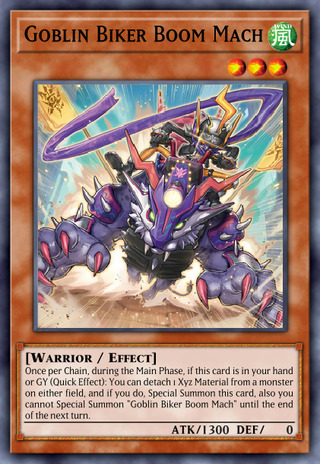 Goblin Biker Boom Mach
WIND
風
[Warrior / Effect]
Once per Chain, during the Main Phase, if this card is in your hand
or GY (Quick Effect): You can detach 1 Xyz Material from a monster
on either field, and if you do, Special Summon this card, also you
cannot Special Summon "Goblin Biker Boom Mach" until the end
of the next turn.
ATK/1300 DEF/ 0